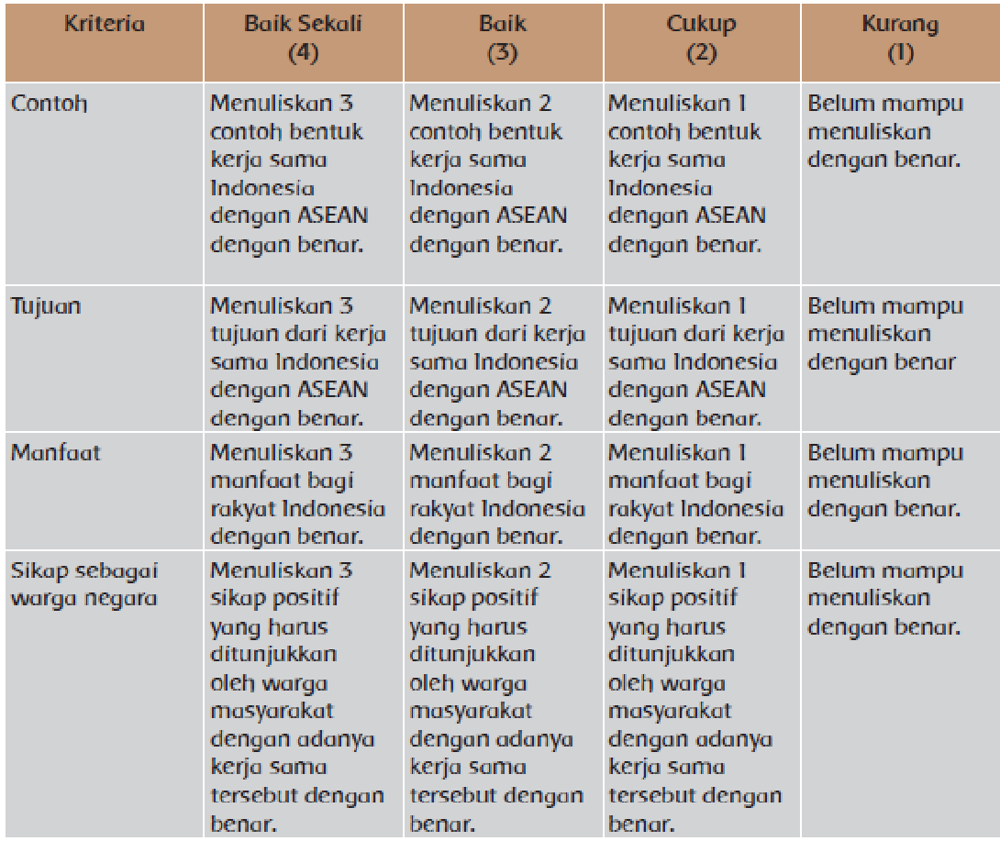 Kriteria
Baik Sekali
(4)
Baik
(3)
Cukup
(2)
Kurang
(1)
Contoh
Menuliskan 3
contoh bentuk
kerja sama
Indonesia
dengan ASEAN
dengan benar.
Menuliskan 2
contoh bentuk
kerja sama
Indonesia
dengan ASEAN
dengan benar.
Menuliskan 1
contoh bentuk
kerja sama
Indonesia
dengan ASEAN
dengan benar.
Belum mampu
menuliskan
dengan benar.
Tujuan
Menuliskan 3
tujuan dari kerja
sama Indonesia
dengan ASEAN
dengan benar.
Menuliskan 2
tujuan dari kerja
sama Indonesia
dengan ASEAN
dengan benar.
Menuliskan 1
tujuan dari kerja
sama Indonesia
dengan ASEAN
dengan benar.
Belum mampu
menuliskan
dengan benar
Manfaat
Menuliskan 3
manfaat bagi
rakyat Indonesia
dengan benar.
Menuliskan 2
manfaat bagi
rakyat Indonesia
dengan benar.
Menuliskan 1
manfaat bagi
rakyat Indonesia
dengan benar.
Belum mampu
menuliskan
dengan benar.
Sikap sebagai
warga negara
Menuliskan 3
sikap positif
yang harus
ditunjukkan
oleh warga
masyarakat
dengan adanya
kerja sama
tersebut dengan
benar.
Menuliskan 2
sikap positif
yang harus
ditunjukkan
oleh warga
masyarakat
dengan adanya
kerja sama
tersebut dengan
benar.
Menuliskan 1
sikap positif
yang harus
ditunjukkan
oleh warga
masyarakat
dengan adanya
kerja sama
tersebut dengan
benar.
Belum mampu
menuliskan
dengan benar.